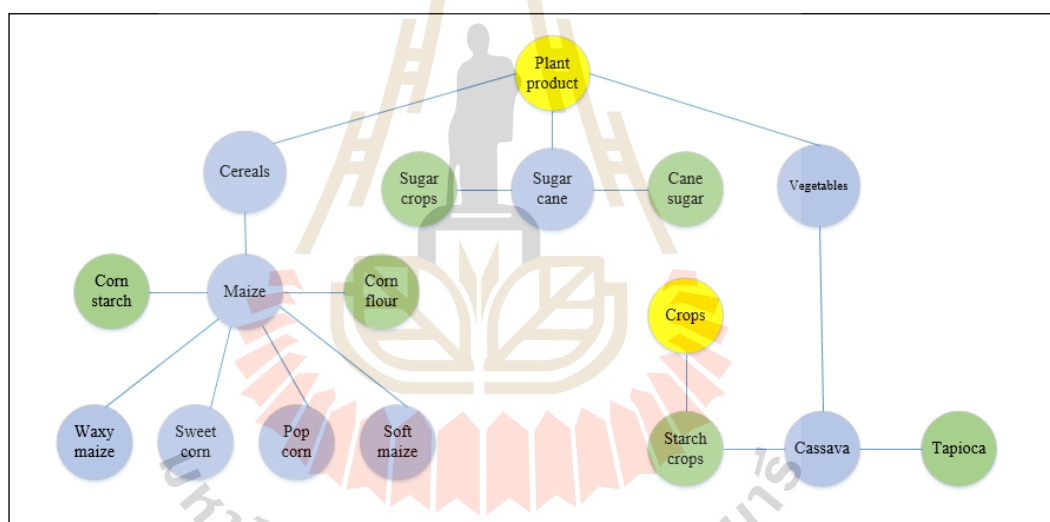 Plant
product
Cereals
Sugar
crops
Sugar
cane
Cane
sugar
Vegetables
Corn
starch
Maize
Corn
flour
Crops
Waxy
maize
Sweet
corn
Pop
corn
Soft
maize
Starch
crops
Cassava
Tapioca